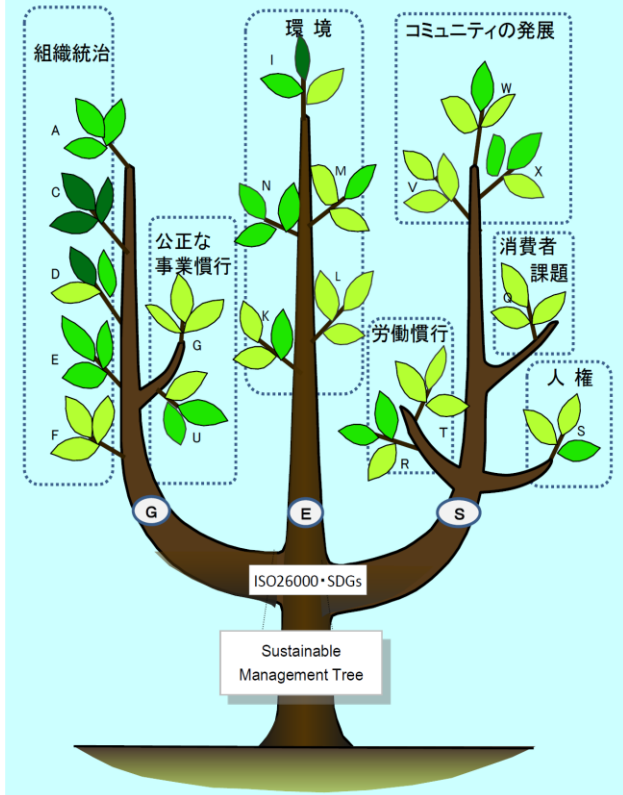 組織統治
A
C
D
E
F
公正な
事業慣行
G
U
環 境
I
N
M
L
K
コミュニティの発展
W
V
X
消費者
課題
Q
労働慣行
T
R
人 権
S
G
E
S
ISO26000・SDGs
Sustainable
Management Tree